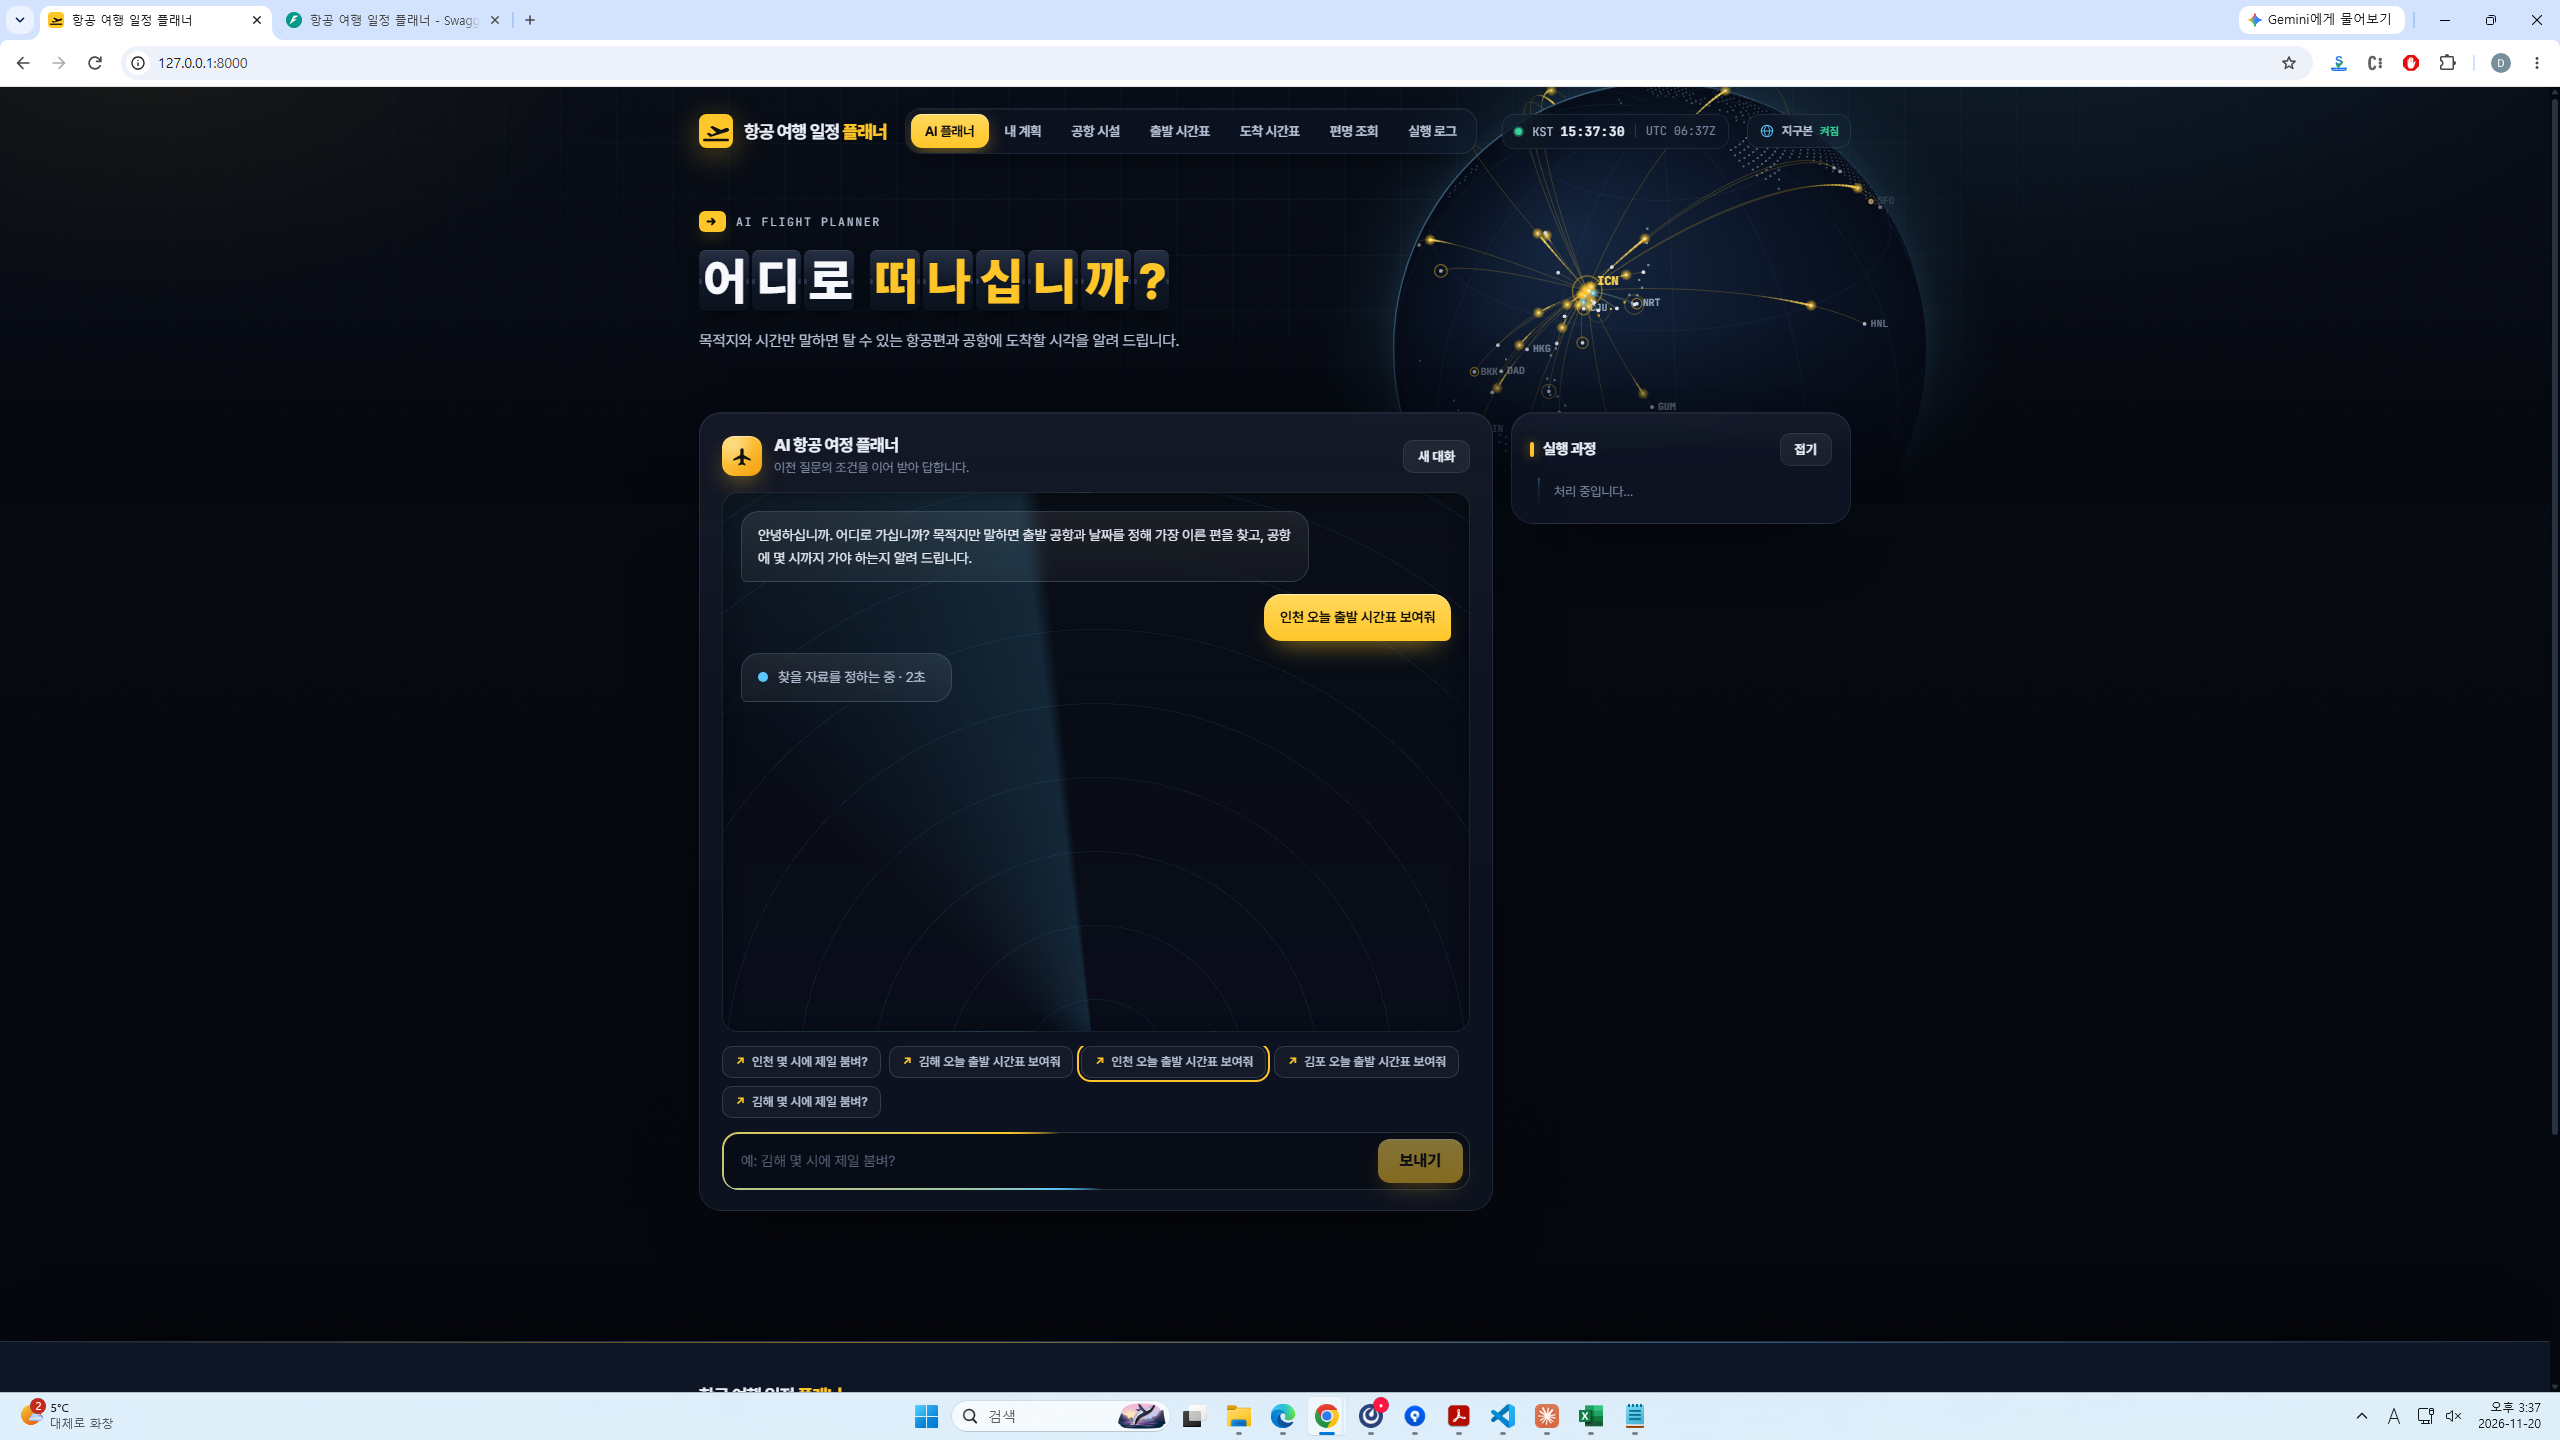 항공 여행 일정 플래너
항공 여행 일정 플래너 - Swagg
Gemini에게 물어보기
127.0.0.1:8000
D
항공 여행 일정 플래너
AI 플래너
내 계획
공항 시설
출발 시간표
도착 시간표
편명 조회
실행 로그
KST 15:37:30
UTC 06:37Z
지구본 켜짐
AI FLIGHT PLANNER
어디로 떠나십니까?
목적지와 시간만 말하면 탈 수 있는 항공편과 공항에 도착할 시각을 알려 드립니다.
SFO
ICN
CJU
NRT
HNL
HKG
BKK
DAD
GUM
AI 항공 여정 플래너
이전 질문의 조건을 이어 받아 답합니다.
새 대화
실행 과정
접기
처리 중입니다...
안녕하십니까. 어디로 가십니까? 목적지만 말하면 출발 공항과 날짜를 정해 가장 이른 편을 찾고, 공항
에 몇 시까지 가야 하는지 알려 드립니다.
인천 오늘 출발 시간표 보여줘
찾을 자료를 정하는 중 · 2초
인천 몇 시에 제일 붐벼?
김해 오늘 출발 시간표 보여줘
인천 오늘 출발 시간표 보여줘
김포 오늘 출발 시간표 보여줘
김해 몇 시에 제일 붐벼?
예: 김해 몇 시에 제일 붐벼?
보내기
2
5°C
대체로 화창
검색
A
오후 3:37
2026-11-20